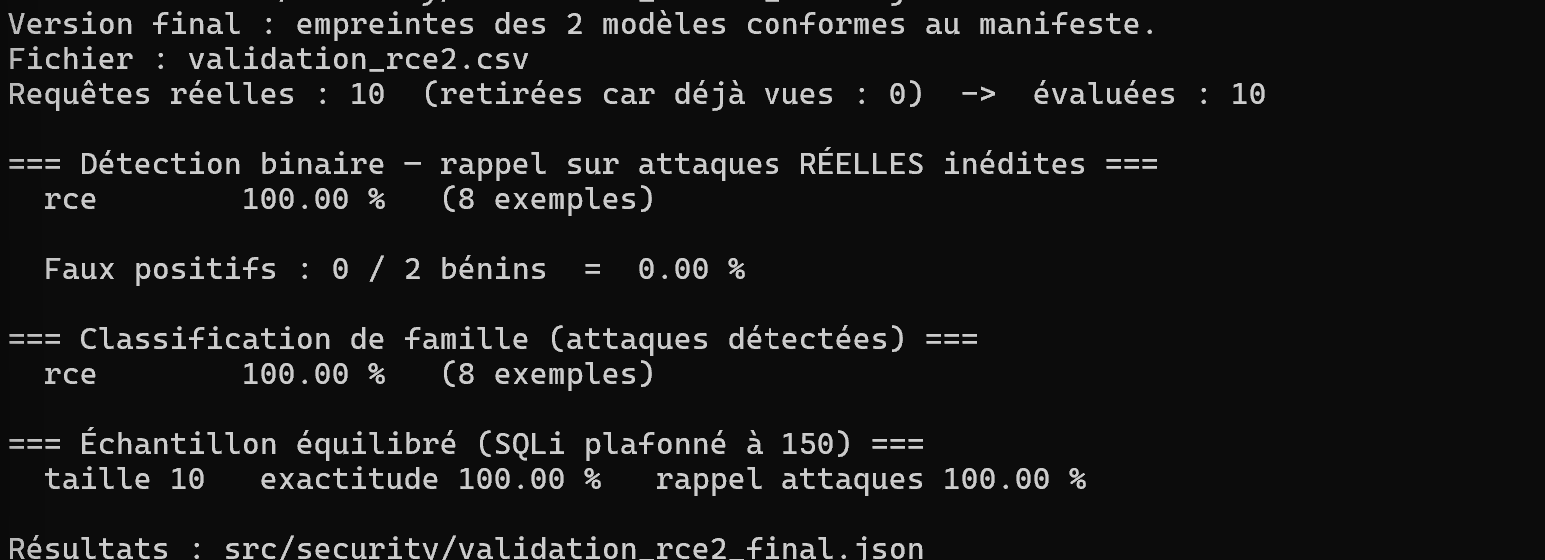 Version final : empreintes des 2 modèles conformes au manifeste.
Fichier : validation_rce2.csv
Requêtes réelles : 10  (retirées car déjà vues : 0)  —>  évaluées : 10
=== Détection binaire — rappel sur attaques RÉELLES inédites ===
rce        100.00 %   (8 exemples)
Faux positifs : 0 / 2 bénins  =  0.00 %
=== Classification de famille (attaques détectées) ===
rce        100.00 %   (8 exemples)
=== Échantillon équilibré (SQLi plafonné à 150) ===
taille 10   exactitude 100.00 %   rappel attaques 100.00 %
Résultats : src/security/validation_rce2_final.json